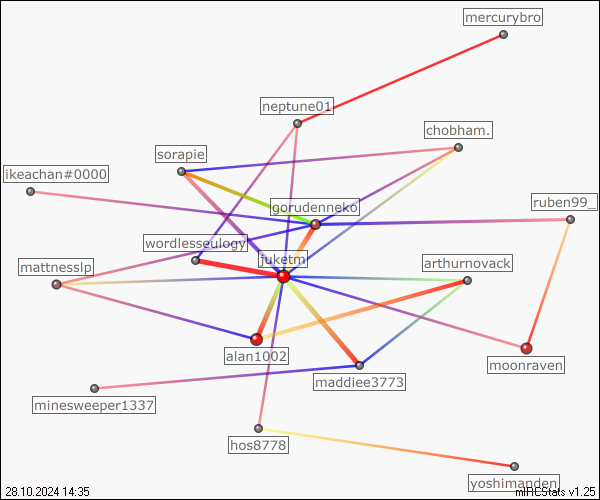 mercurybro
neptune01
chobham.
sorapie
ikeachan#0000
ruben99_
gorudenneko
wordlesseulogy
juketm
arthurnovack
mattnesslp
alan1002
moonraven
maddiee3773
minesweeper1337
hos8778
yoshimanden
28.10.2024 14:35
mIRCStats v1.25